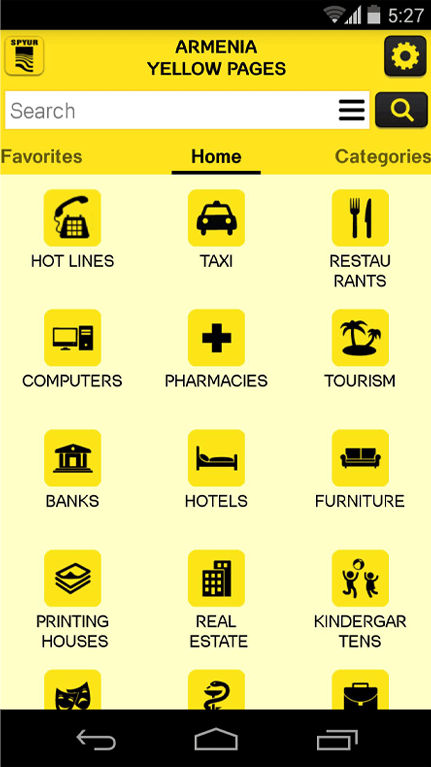 5:27
SPYUR
ARMENIA
YELLOW PAGES
Search
Favorites Home Categories
HOT LINES TAXI RESTAU
RANTS
COMPUTERS PHARMACIES TOURISM
BANKS HOTELS FURNITURE
PRINTING REAL KINDERGAR
HOUSES ESTATE TENS